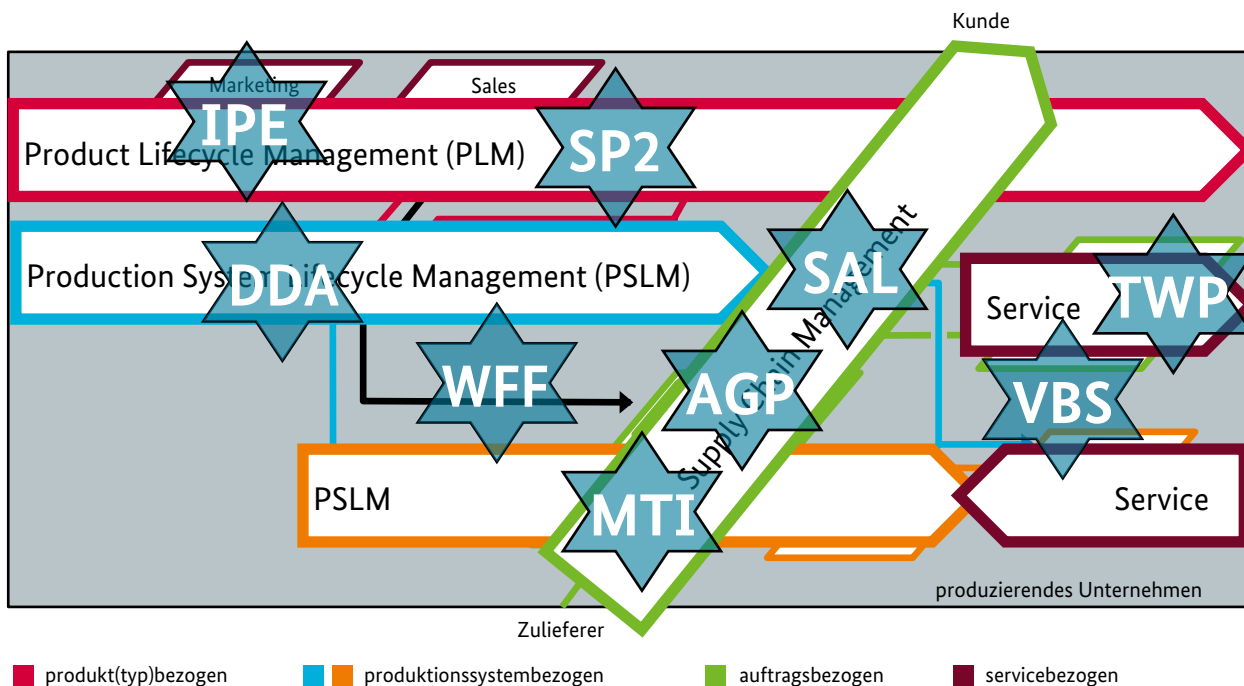 Kunde
Marketing
Sales
IPE
SP2
Product Lifecycle Management (PLM)
Production System Lifecycle Management (PSLM)
DDA
SAL
Supply Chain Management
Service
TWP
WFF
AGP
VBS
PSLM
MTI
Service
produzierendes Unternehmen
Zulieferer
produkt(typ)bezogen
produktionssystembezogen
auftragsbezogen
servicebezogen